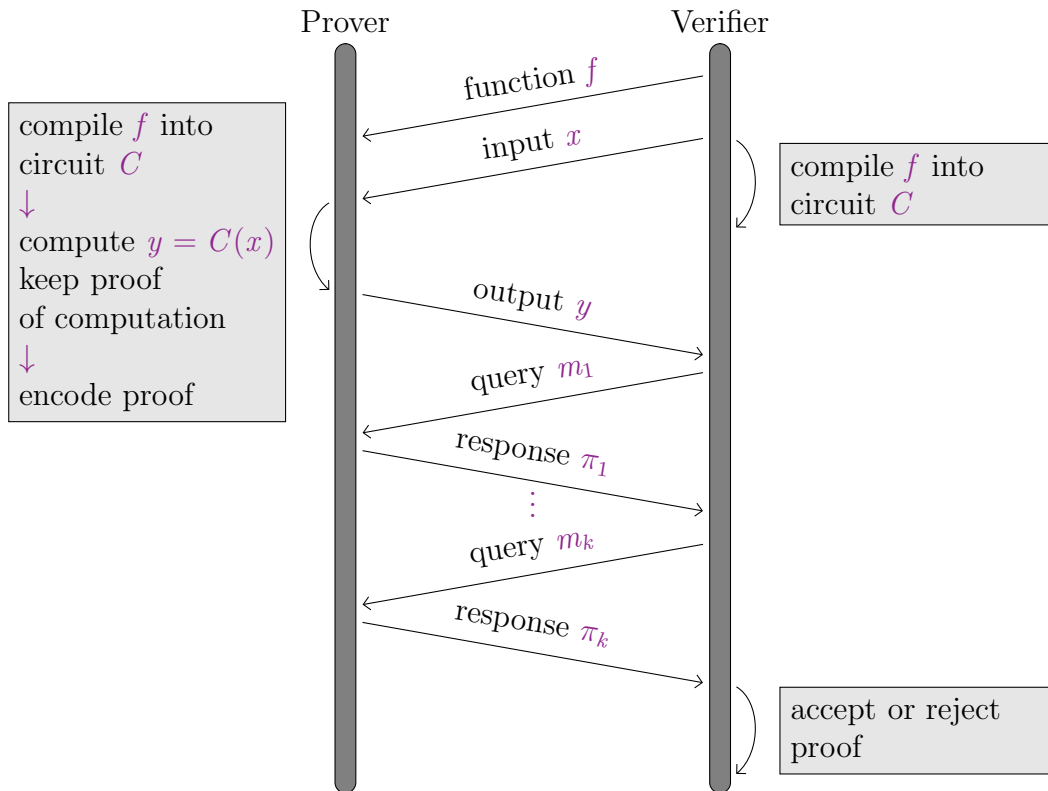 Prover
Verifier
function f
input x
compile f into
circuit C
↓
compute y = C(x)
keep proof
of computation
↓
encode proof
compile f into
circuit C
output y
query m₁
response π₁
⋮
query mₖ
response πₖ
accept or reject
proof